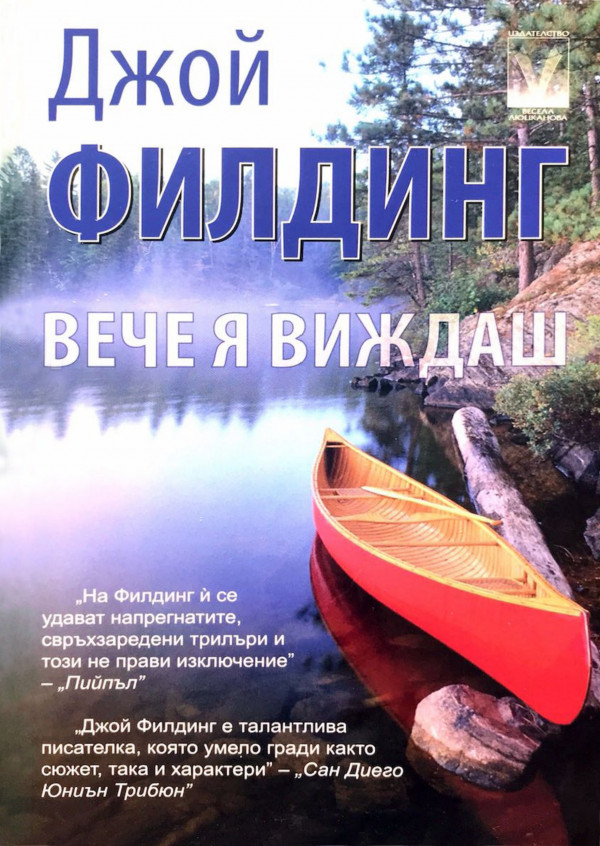 Джой
ИЗДАТЕЛСТВО
ВЕСЕЛА
ЛЮЦКАНОВА
ФИЛДИНГ
ВЕЧЕ Я ВИЖДАШ
„На Филдинг ѝ се
удават напрегнатите,
свръхзаредени трилъри и
този не прави изключение”
– „Пийпъл”
„Джой Филдинг е талантлива
писателка, която умело гради както
сюжет, така и характери” – „Сан Диего
Юниън Трибюн”